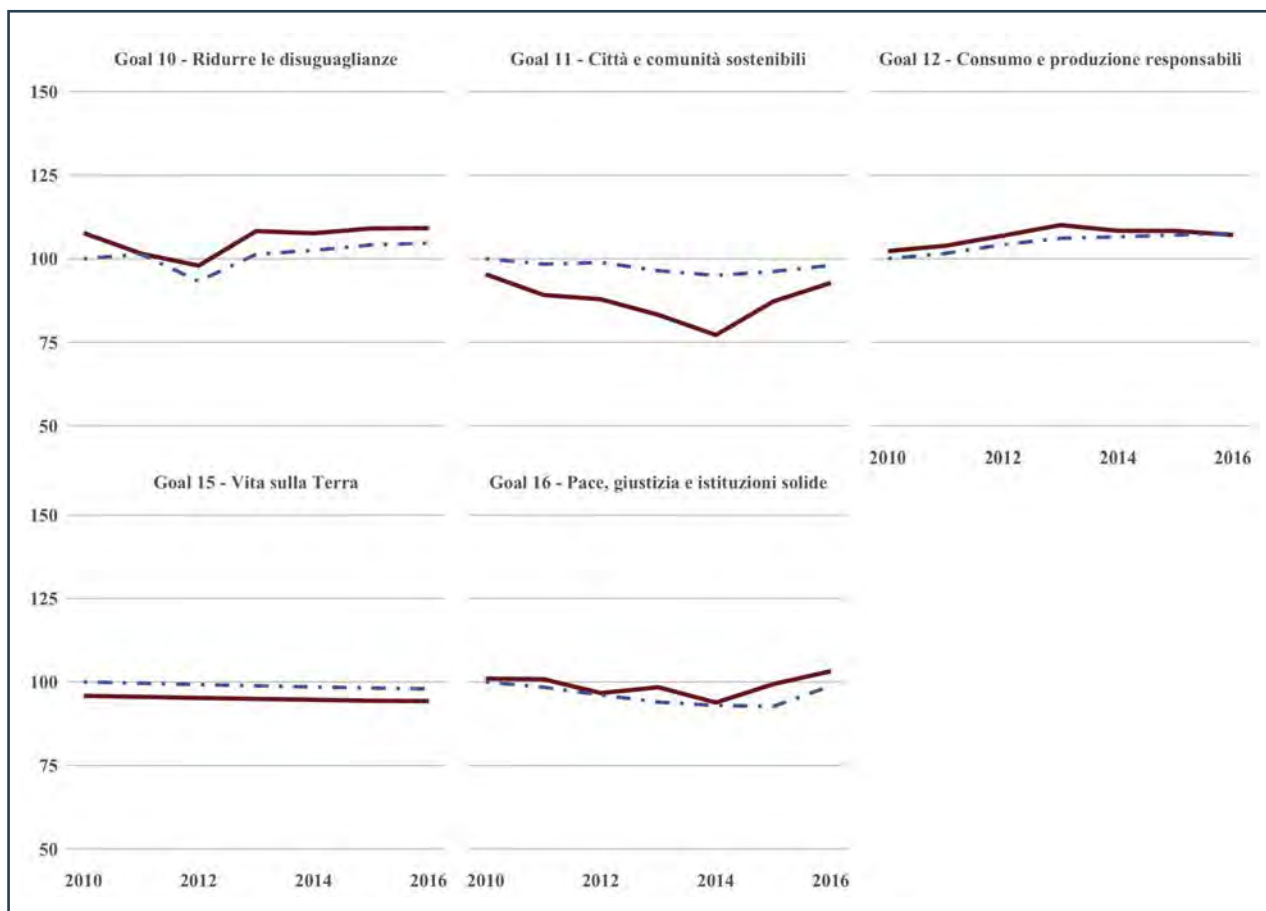 Goal 10 - Ridurre le disuguaglianze
Goal 11 - Città e comunità sostenibili
Goal 12 - Consumo e produzione responsabili
150
125
100
75
50
2010 2012 2014 2016
Goal 15 - Vita sulla Terra
Goal 16 - Pace, giustizia e istituzioni solide
150
125
100
75
50
2010 2012 2014 2016
2010 2012 2014 2016